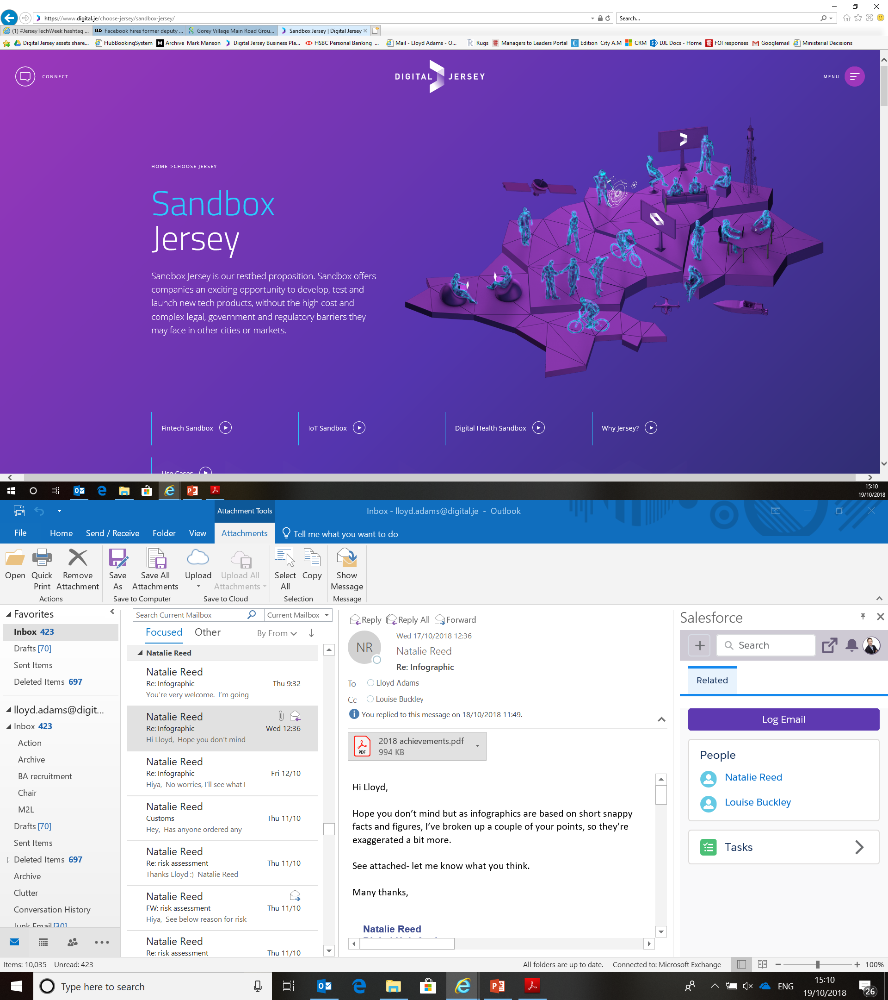 https://www.digital.je/choose-jersey/sandbox-jersey/
Search...
(1) #JerseyTechWeek hashtag ...
Facebook hires former deputy ...
Gorey Village Main Road Grou...
Sandbox Jersey | Digital Jersey
Digital Jersey assets share...
HubBookingSystem
Archive Mark Manson
Digital Jersey Business Pla...
HSBC Personal Banking ...
Mail - Lloyd Adams - O...
Rugs
Managers to Leaders Portal
Edition City A.M
CRM
DJL Docs - Home
FOI responses
Googlemail
Ministerial Decisions
CONNECT
DIGITAL JERSEY
MENU
HOME >CHOOSE JERSEY
Sandbox
Jersey
Sandbox Jersey is our testbed proposition. Sandbox offers
companies an exciting opportunity to develop, test and
launch new tech products, without the high cost and
complex legal, government and regulatory barriers they
may face in other cities or markets.
Fintech Sandbox
IoT Sandbox
Digital Health Sandbox
Why Jersey?
Use Cases
15:10
19/10/2018
Attachment Tools
Inbox - lloyd.adams@digital.je - Outlook
File
Home
Send / Receive
Folder
View
Attachments
Tell me what you want to do
Open
Quick
Print
Remove
Attachment
Actions
Save
As
Save All
Attachments
Save to Computer
Upload
Upload All
Attachments
Save to Cloud
Select
All
Copy
Selection
Show
Message
Message
Favorites
Inbox 423
Drafts [70]
Sent Items
Deleted Items 697
lloyd.adams@digit...
Inbox 423
Action
Archive
BA recruitment
Chair
M2L
Drafts [70]
Sent Items
Deleted Items 697
Archive
Clutter
Conversation History
Junk Email [30]
Search Current Mailbox
Current Mailbox
Focused
Other
By From
Natalie Reed
Natalie Reed
Re: Infographic
Thu 9:32
You're very welcome. I'm going
Natalie Reed
Re: Infographic
Wed 12:36
Hi Lloyd, Hope you don't mind
Natalie Reed
Re: Infographic
Fri 12/10
Hiya, No worries, I'll see what I
Natalie Reed
Customs
Thu 11/10
Hey, Has anyone ordered any
Natalie Reed
Re: risk assessment
Thu 11/10
Thanks Lloyd :) Natalie Reed
Natalie Reed
FW: risk assessment
Thu 11/10
Hiya, See below reason for risk
Natalie Reed
Re: risk assessment
Thu 11/10
Reply
Reply All
Forward
NR
Wed 17/10/2018 12:36
Natalie Reed
Re: Infographic
To
Lloyd Adams
Cc
Louise Buckley
You replied to this message on 18/10/2018 11:49.
PDF
2018 achievements.pdf
994 KB
Hi Lloyd,
Hope you don't mind but as infographics are based on short snappy
facts and figures, I've broken up a couple of your points, so they're
exaggerated a bit more.
See attached- let me know what you think.
Many thanks,
Natalie Reed
Salesforce
Search
Related
Log Email
People
Natalie Reed
Louise Buckley
Tasks
Items: 10,035
Unread: 423
All folders are up to date.
Connected to: Microsoft Exchange
100%
Type here to search
ENG
15:10
19/10/2018
26